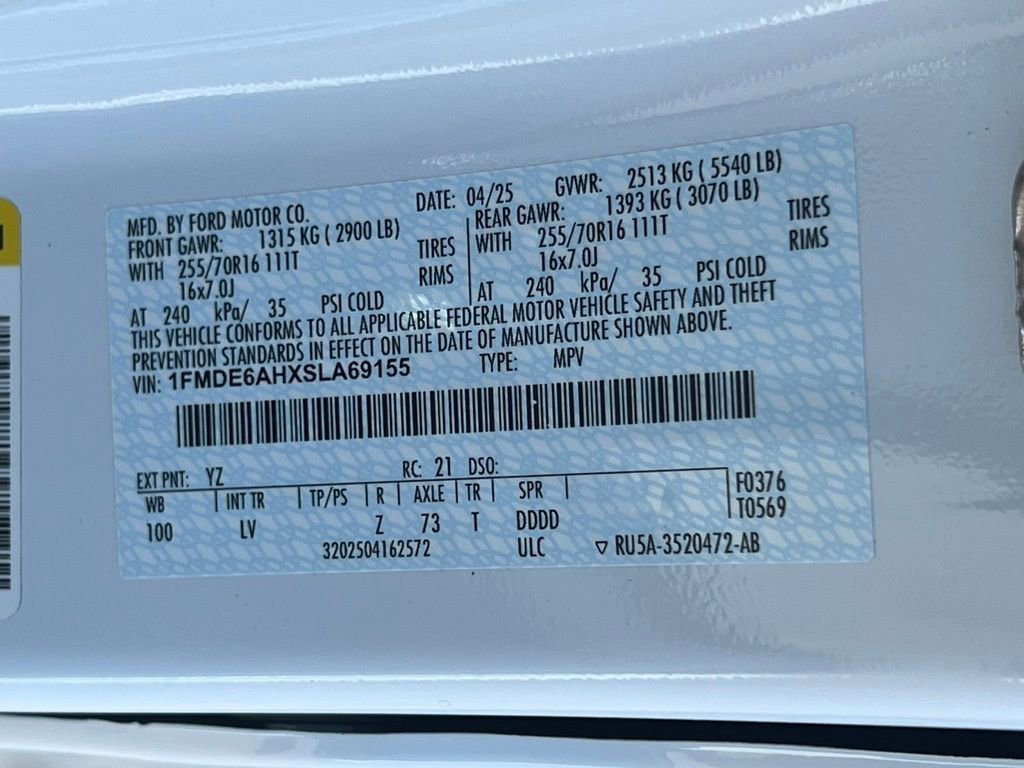 MFD. BY FORD MOTOR CO. DATE: 04/25 GVWR: 2513 KG ( 5540 LB)
FRONT GAWR: 1315 KG ( 2900 LB) REAR GAWR: 1393 KG ( 3070 LB)
WITH 255/70R16 111T TIRES WITH 255/70R16 111T TIRES
16x7.0J RIMS 16x7.0J RIMS
AT 240 kPa/ 35 PSI COLD AT 240 kPa/ 35 PSI COLD
THIS VEHICLE CONFORMS TO ALL APPLICABLE FEDERAL MOTOR VEHICLE SAFETY AND THEFT
PREVENTION STANDARDS IN EFFECT ON THE DATE OF MANUFACTURE SHOWN ABOVE.
VIN: 1FMDE6AHXSLA69155 TYPE: MPV
EXT PNT: YZ RC: 21 DSO:
WB INT TR TP/PS R AXLE TR SPR F0376
100 LV Z 73 T DDDD T0569
3202504162572 ULC ▽ RU5A-3520472-AB